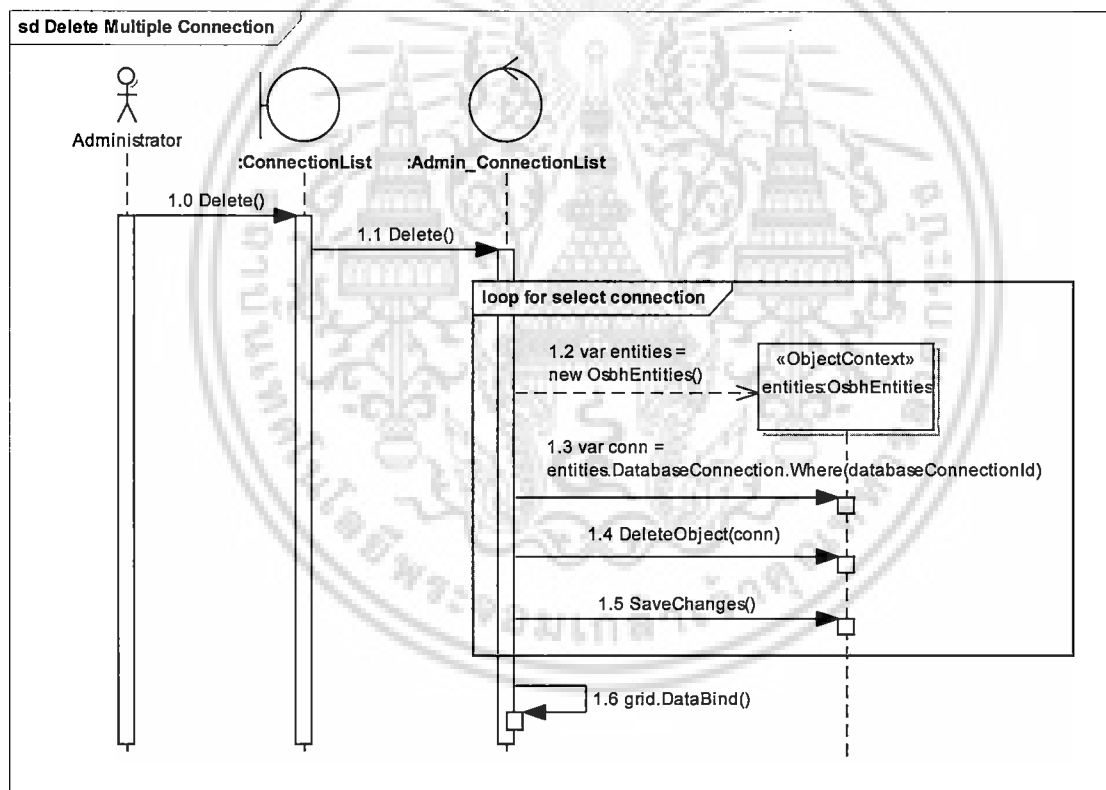 sd Delete Multiple Connection
Administrator
:ConnectionList
:Admin_ConnectionList
1.0 Delete()
1.1 Delete()
loop for select connection
1.2 var entities =
new OsbhEntities()
«ObjectContext»
entities:OsbhEntities
1.3 var conn =
entities.DatabaseConnection.Where(databaseConnectionId)
1.4 DeleteObject(conn)
1.5 SaveChanges()
1.6 grid.DataBind()